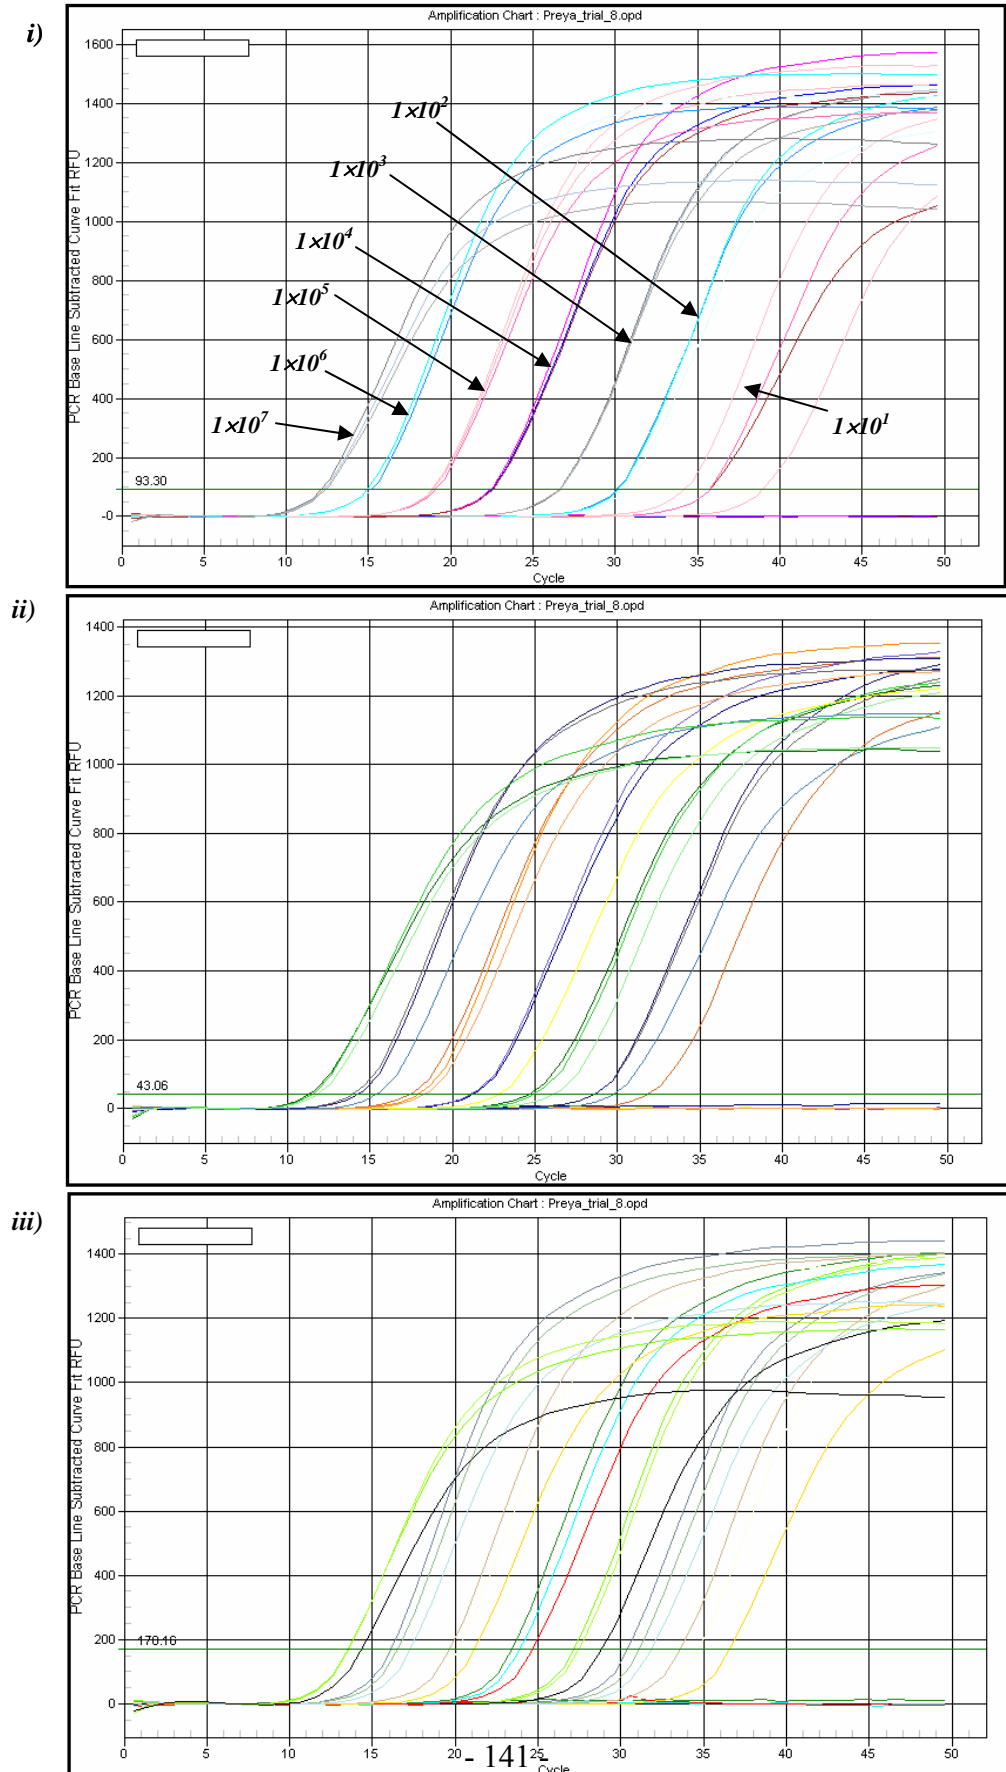 i)
Amplification Chart : Preya_trial_8.opd
PCR Base Line Subtracted Curve Fit RFU
1600
1400
1200
1000
800
600
400
200
-0
93.30
1×10²
1×10³
1×10⁴
1×10⁵
1×10⁶
1×10⁷
1×10¹
0 5 10 15 20 25 30 35 40 45 50
Cycle
ii)
Amplification Chart : Preya_trial_8.opd
PCR Base Line Subtracted Curve Fit RFU
1400
1200
1000
800
600
400
200
0
43.06
0 5 10 15 20 25 30 35 40 45 50
Cycle
iii)
Amplification Chart : Preya_trial_8.opd
PCR Base Line Subtracted Curve Fit RFU
1400
1200
1000
800
600
400
200
0
170.16
0 5 10 15 20 25 30 35 40 45 50
Cycle
- 141 -